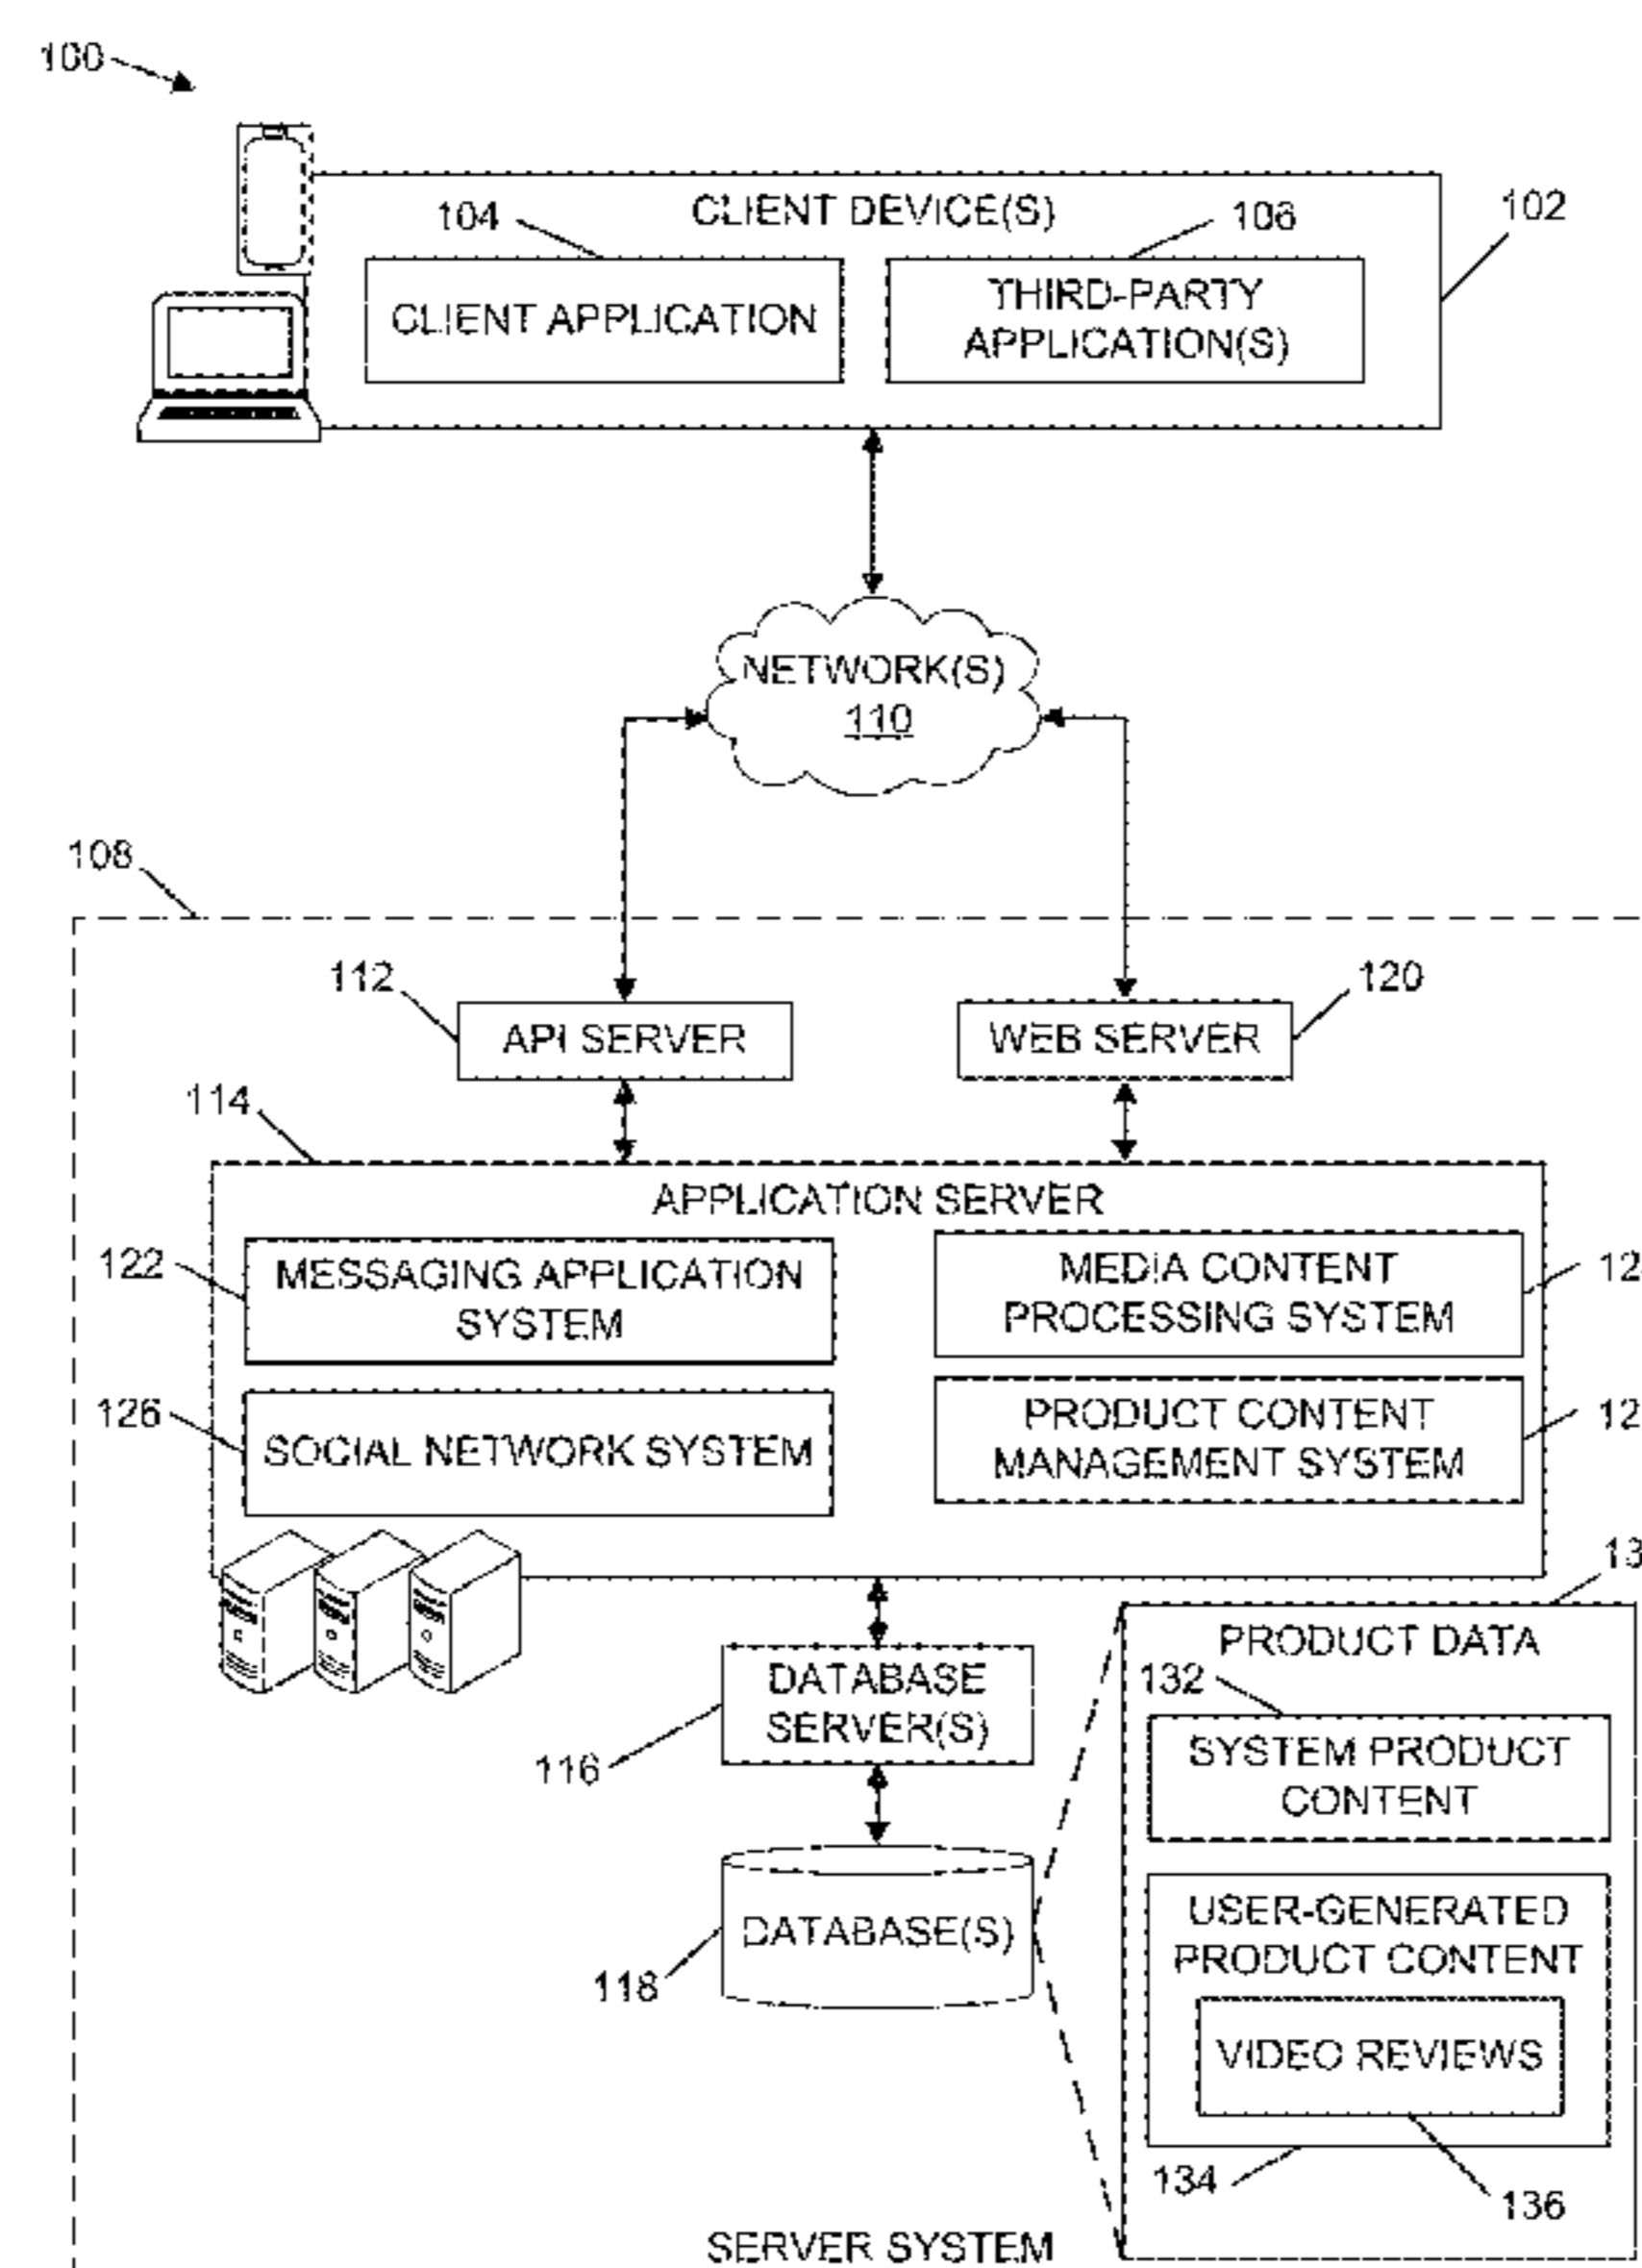 100
CLIENT DEVICE(S)
102
104
106
CLIENT APPLICATION
THIRD-PARTY
APPLICATION(S)
NETWORK(S)
110
108
112
API SERVER
WEB SERVER
120
114
APPLICATION SERVER
122
MESSAGING APPLICATION
SYSTEM
MEDIA CONTENT
PROCESSING SYSTEM
12
126
SOCIAL NETWORK SYSTEM
PRODUCT CONTENT
MANAGEMENT SYSTEM
12
13
PRODUCT DATA
132
SYSTEM PRODUCT
CONTENT
DATABASE
SERVER(S)
116
USER-GENERATED
PRODUCT CONTENT
VIDEO REVIEWS
DATABASE(S)
118
134
136
SERVER SYSTEM